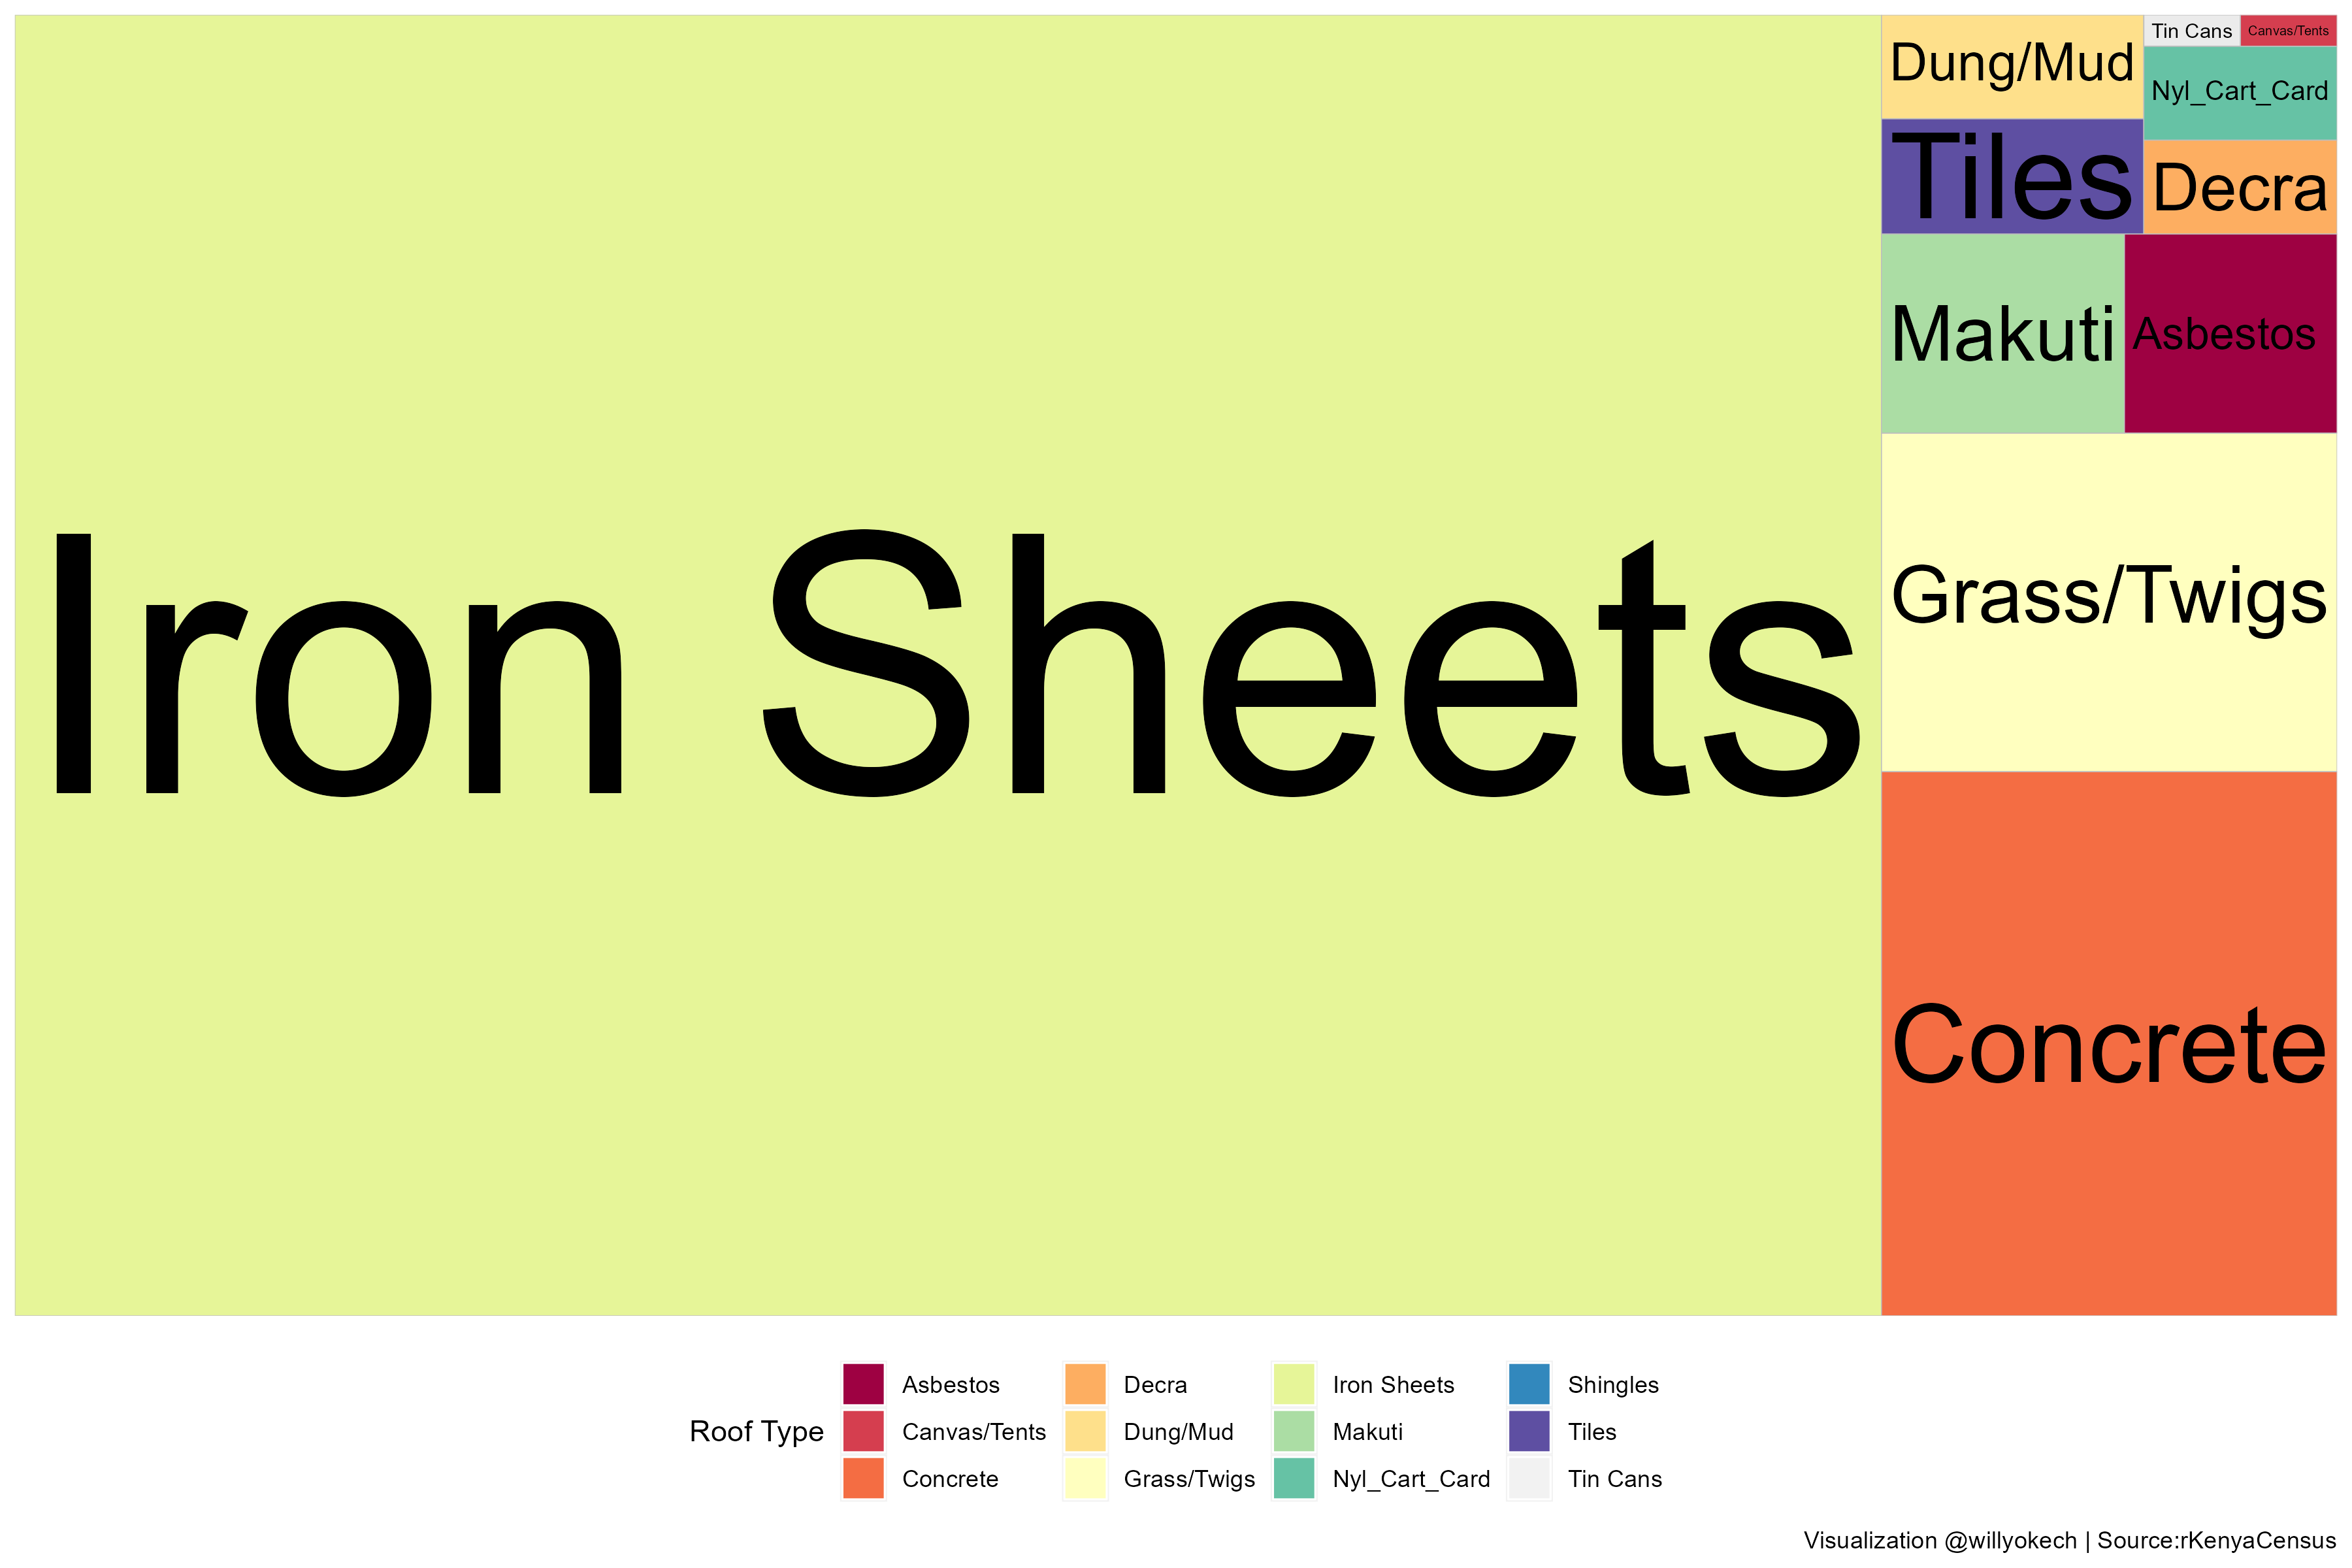 Iron Sheets
Dung/Mud
Tin Cans
Canvas/Tents
Nyl_Cart_Card
Tiles
Decra
Makuti
Asbestos
Grass/Twigs
Concrete
Roof Type
Asbestos
Canvas/Tents
Concrete
Decra
Dung/Mud
Grass/Twigs
Iron Sheets
Makuti
Nyl_Cart_Card
Shingles
Tiles
Tin Cans
Visualization @willyokech | Source:rKenyaCensus